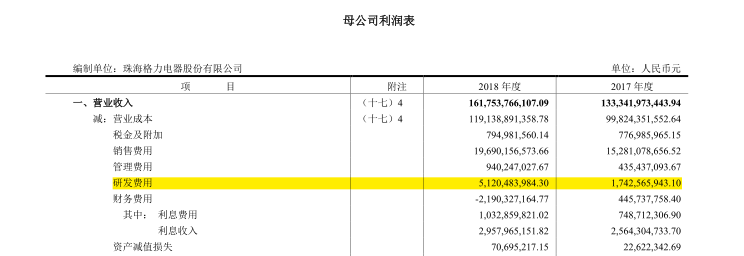 母公司利润表
编制单位：珠海格力电器股份有限公司 单位：人民币元
项 目 附注 2018 年度 2017 年度
一、营业收入 （十七）4 161,753,766,107.09 133,341,973,443.94
减：营业成本 （十七）4 119,138,891,358.78 99,824,351,552.64
税金及附加 794,981,560.14 776,985,965.15
销售费用 19,690,156,573.66 15,281,078,656.52
管理费用 940,247,027.67 435,437,093.67
研发费用 5,120,483,984.30 1,742,565,943.10
财务费用 -2,190,327,164.77 445,737,758.40
其中： 利息费用 1,032,859,821.02 748,712,306.90
利息收入 2,957,965,151.82 2,564,304,733.70
资产减值损失 70,695,217.15 22,622,342.69